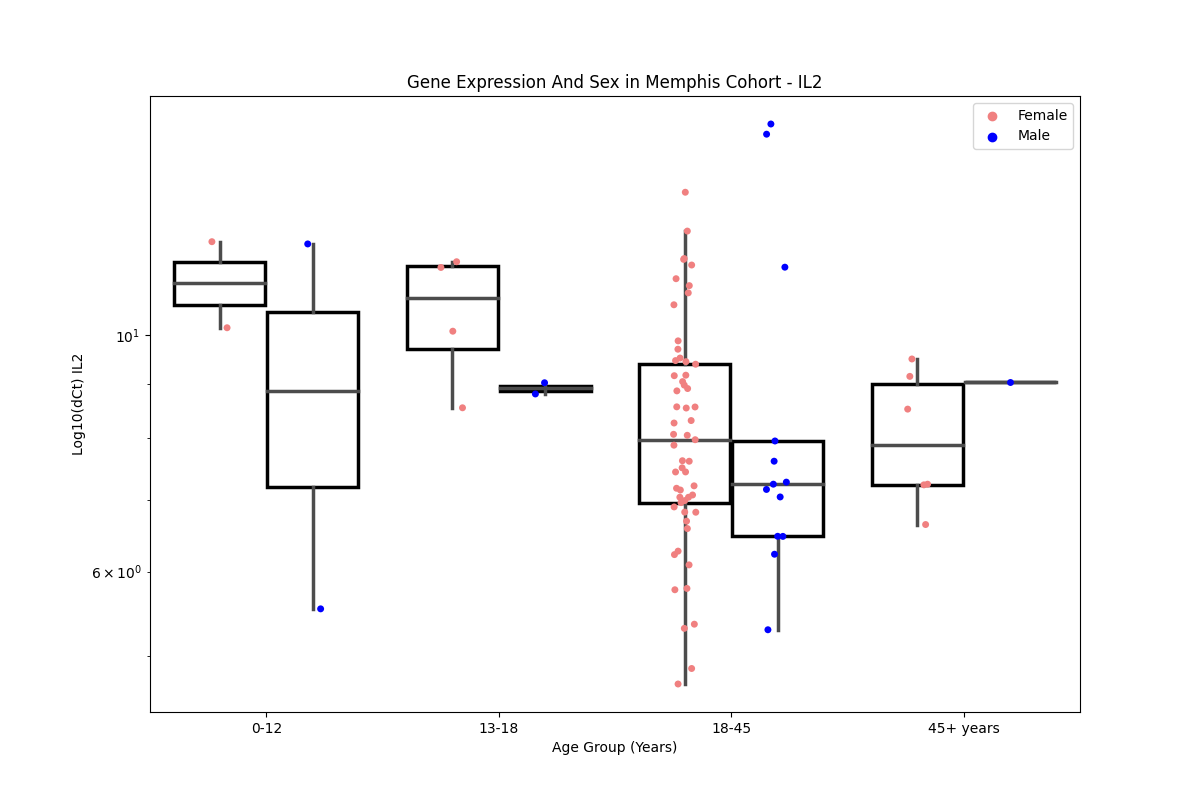 Gene Expression And Sex in Memphis Cohort - IL2
Female
Male
Log10(dCt) IL2
10¹
6 × 10⁰
0-12
13-18
18-45
45+ years
Age Group (Years)